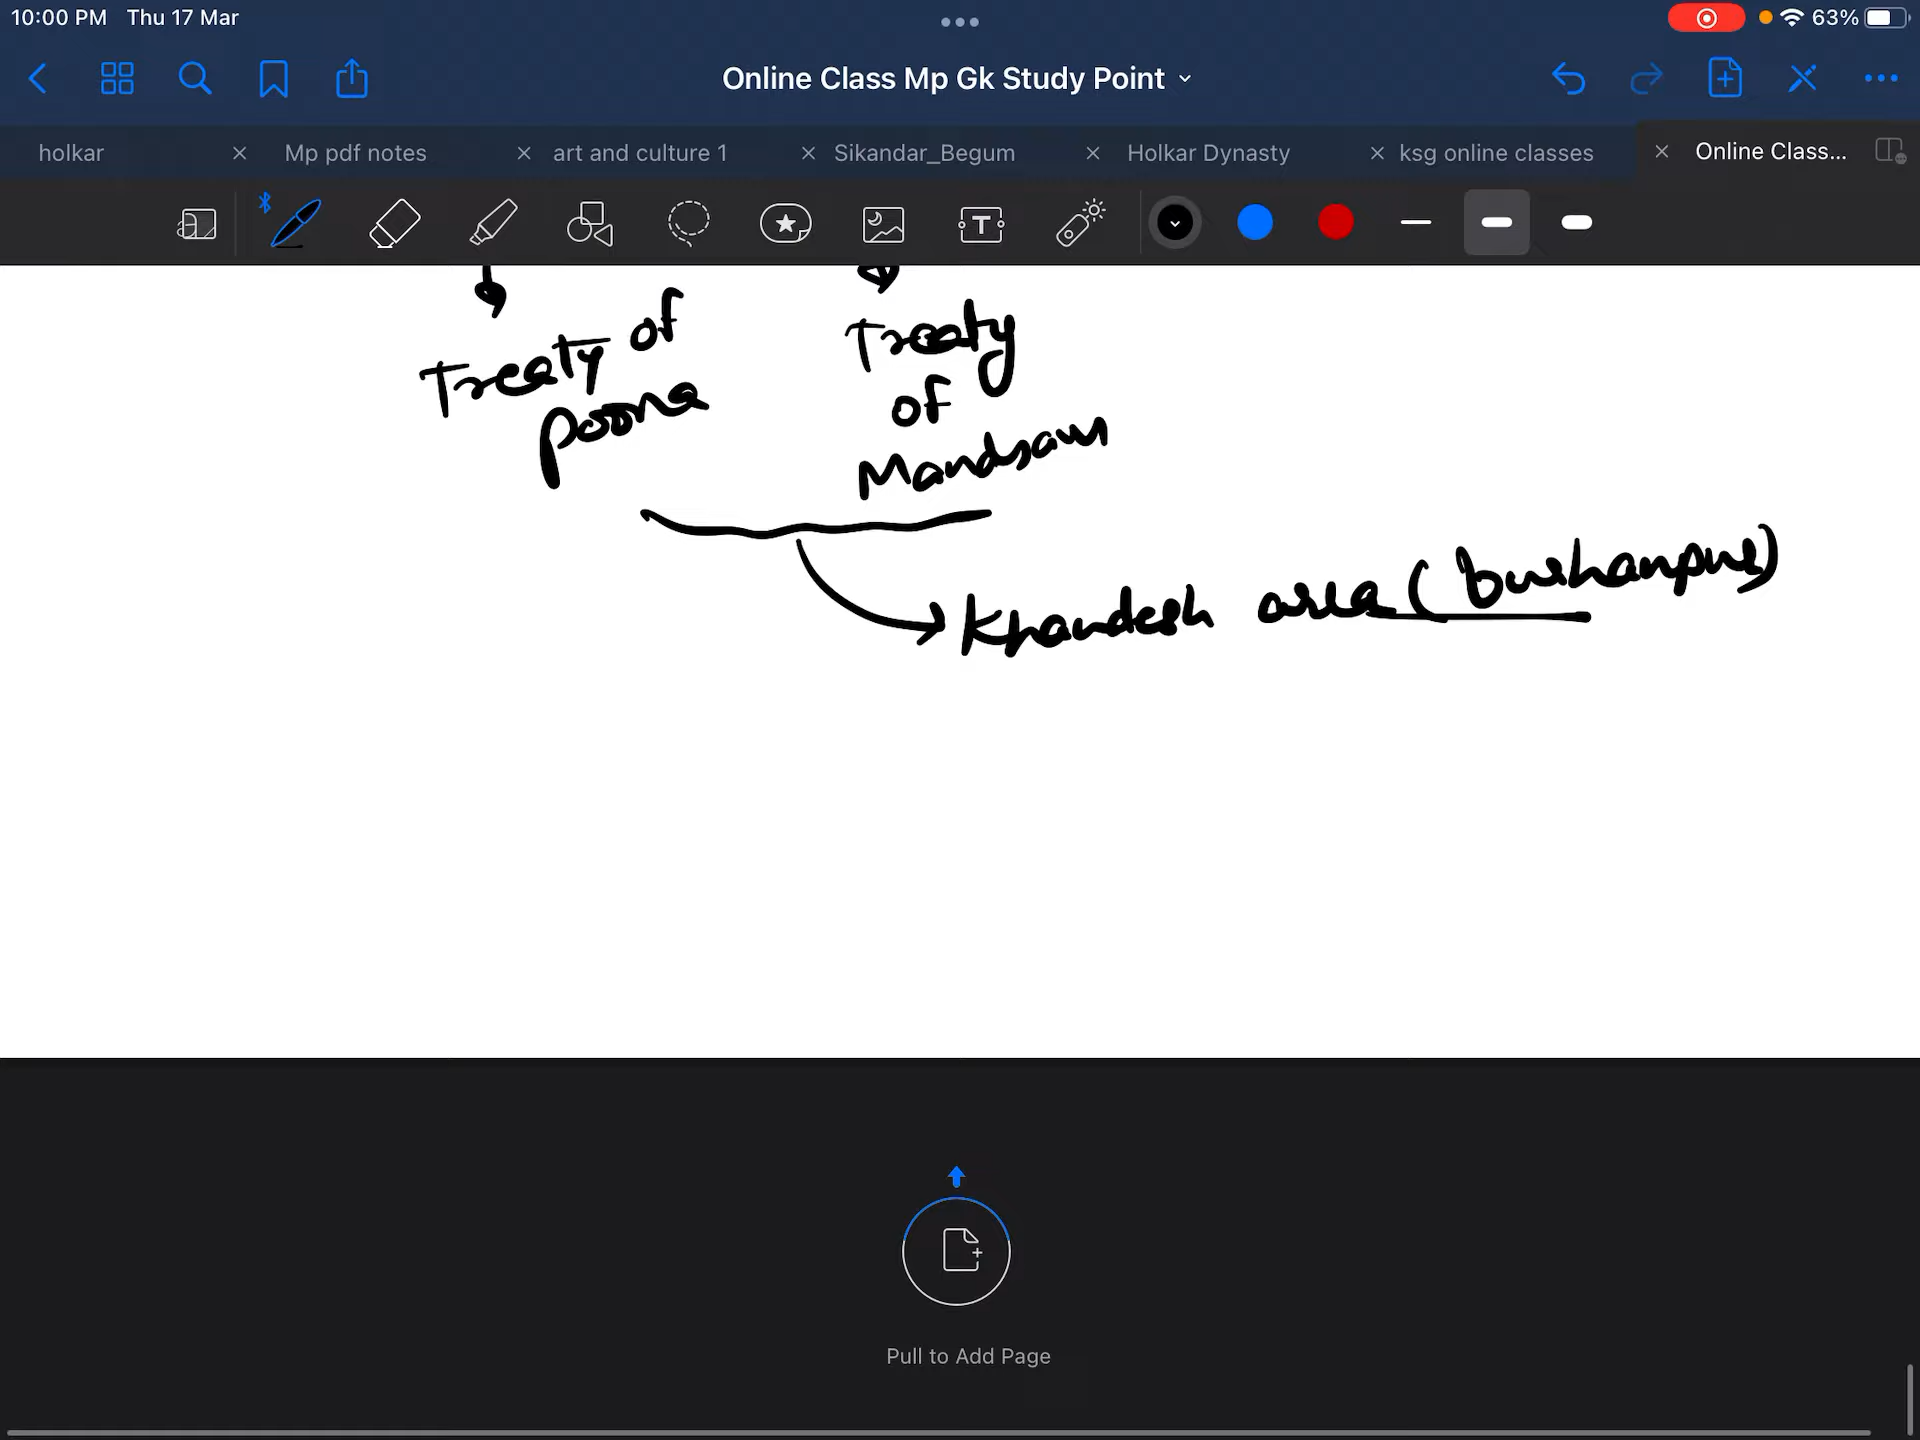 10:00 PM Thu 17 Mar
63%
Online Class Mp Gk Study Point
holkar
Mp pdf notes
art and culture 1
Sikandar_Begum
Holkar Dynasty
ksg online classes
Online Class...
Treaty of
poona
Treaty
of
Mandsaur
Khandesh area (burhanpur)
Pull to Add Page